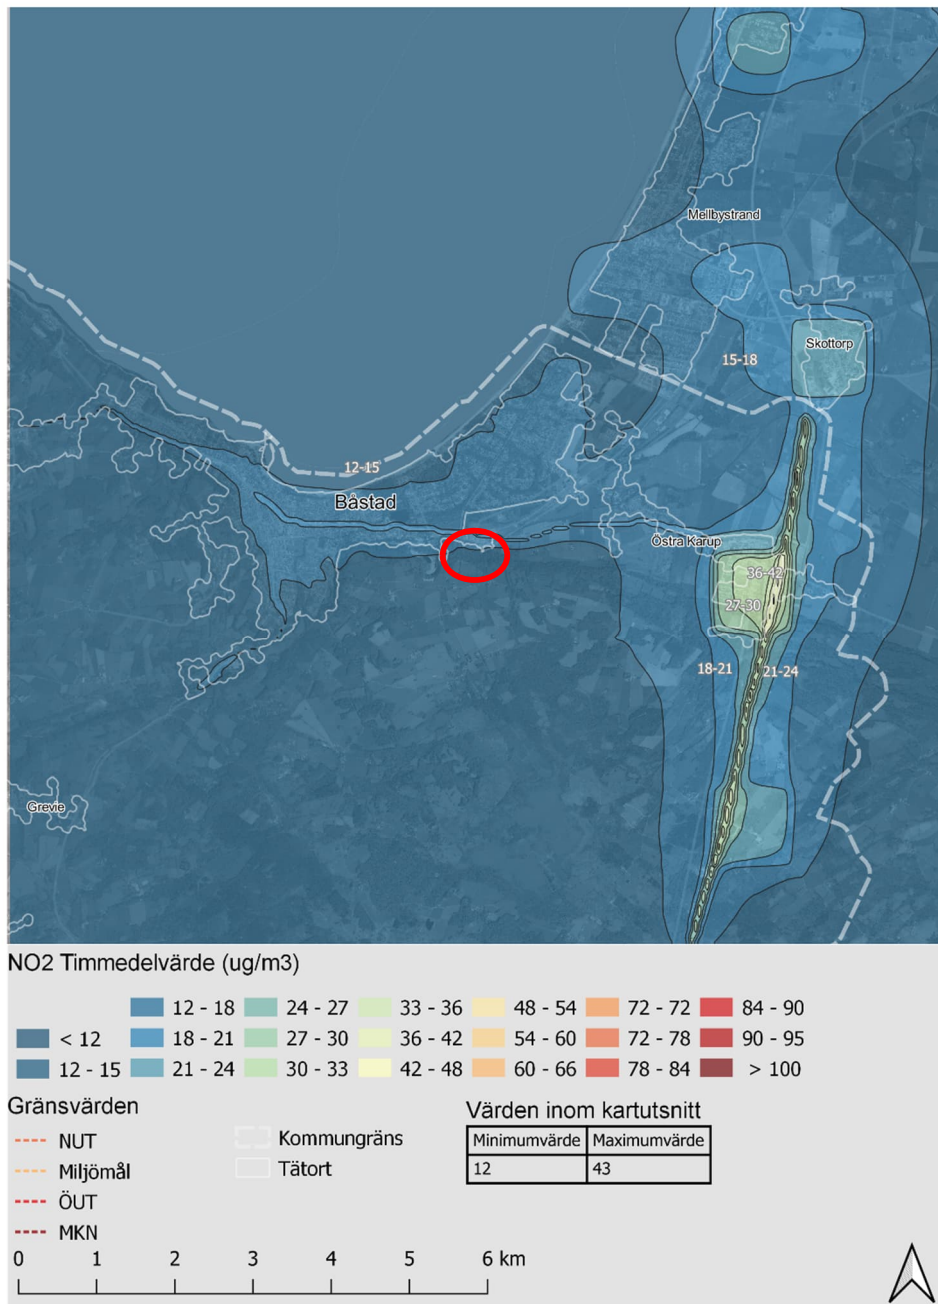 Mellbystrand
Skottorp
15-18
12-15
Båstad
Östra Karup
36-42
27-30
18-21
21-24
Grevie
NO2 Timmedelvärde (ug/m3)
12 - 18
24 - 27
33 - 36
48 - 54
72 - 72
84 - 90
< 12
18 - 21
27 - 30
36 - 42
54 - 60
72 - 78
90 - 95
12 - 15
21 - 24
30 - 33
42 - 48
60 - 66
78 - 84
> 100
Gränsvärden
NUT
Miljömål
ÖUT
MKN
Kommungräns
Tätort
Värden inom kartutsnitt
Minimumvärde Maximumvärde
12 43
0 1 2 3 4 5 6 km